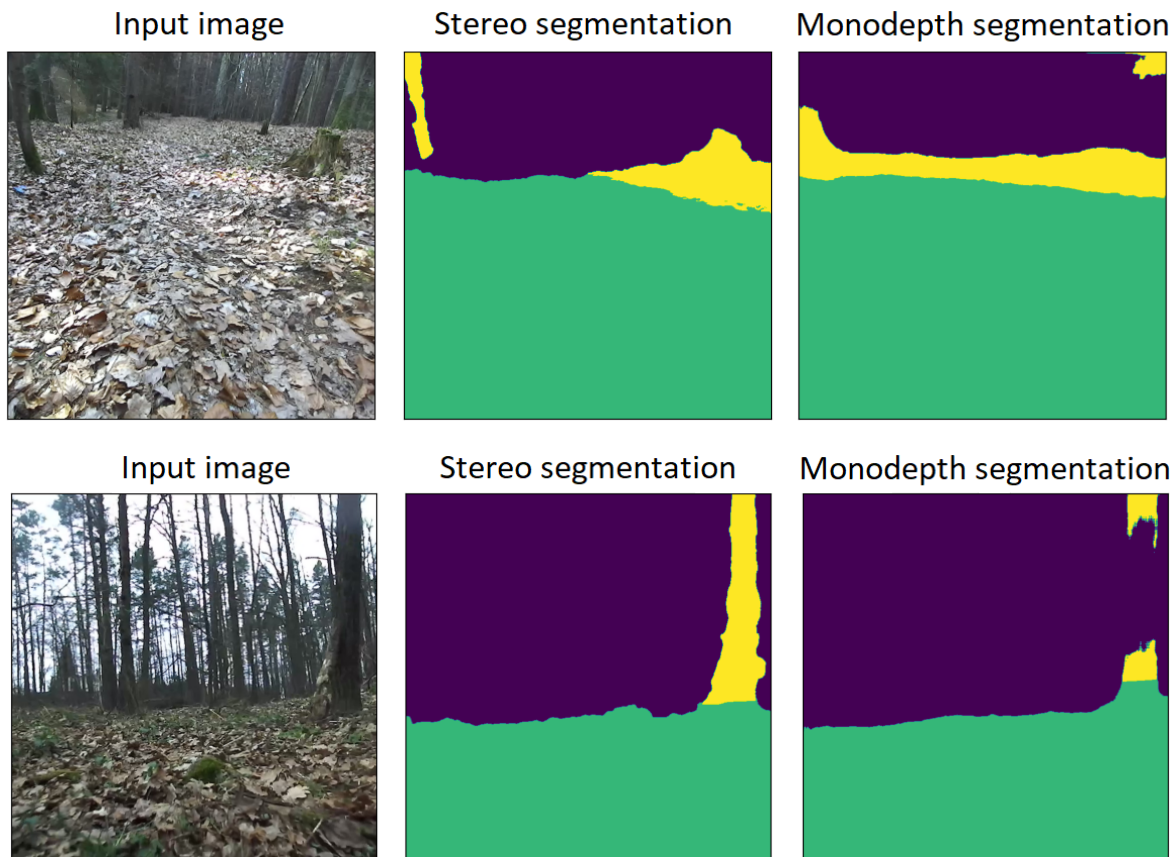 Input image
Stereo segmentation
Monodepth segmentation
Input image
Stereo segmentation
Monodepth segmentation